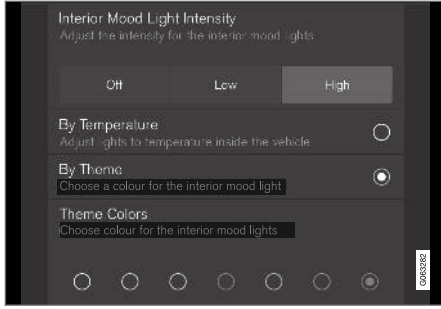 Interior Mood Light Intensity
Adjust the intensity for the interior mood lights
Off
Low
High
By Temperature
Adjust lights to temperature inside the vehicle
By Theme
Choose a colour for the interior mood light
Theme Colors
Choose colour for the interior mood lights
G063282